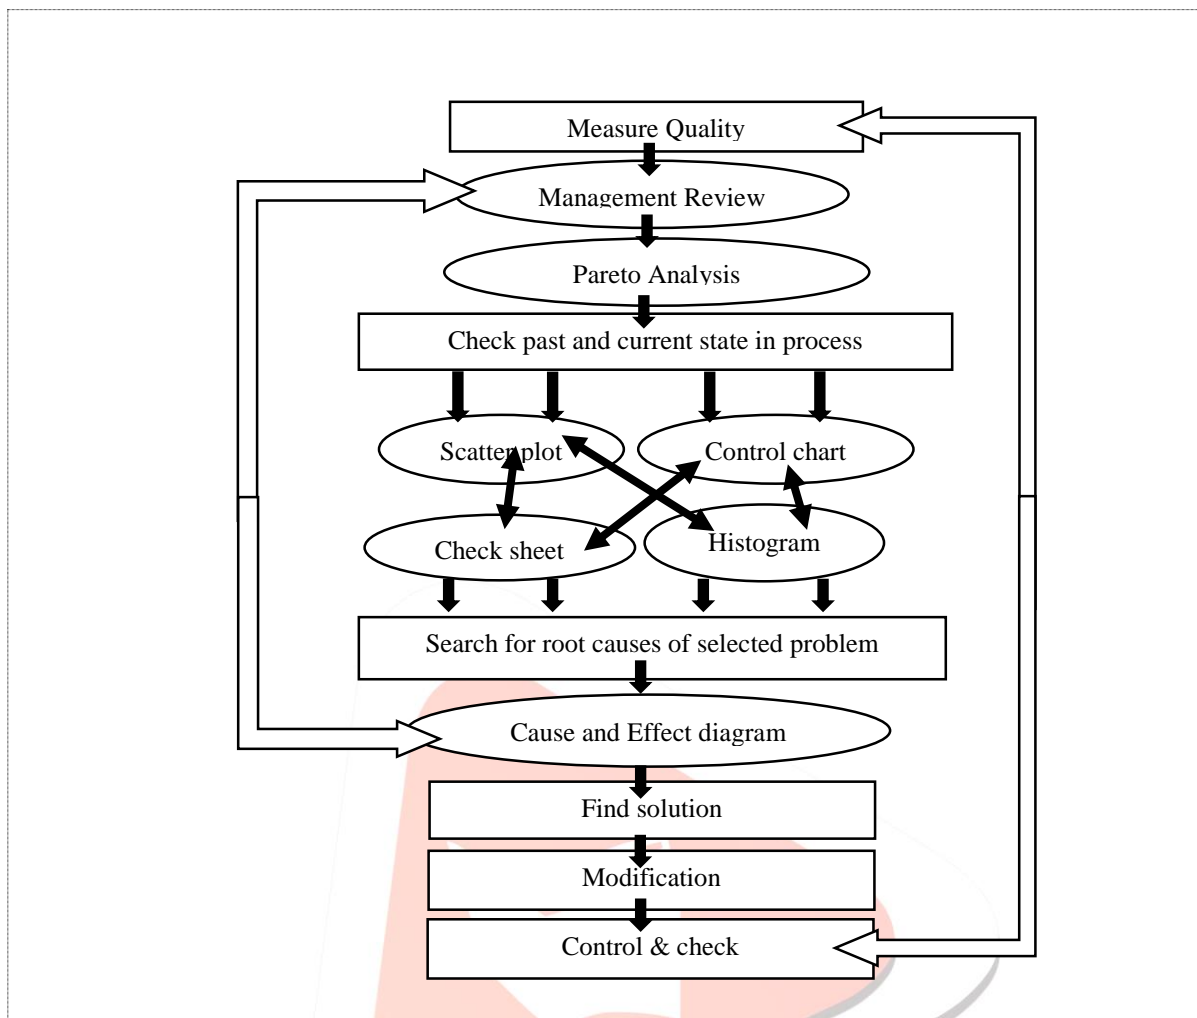 Measure Quality
Management Review
Pareto Analysis
Check past and current state in process
Scatter plot
Control chart
Check sheet
Histogram
Search for root causes of selected problem
Cause and Effect diagram
Find solution
Modification
Control & check